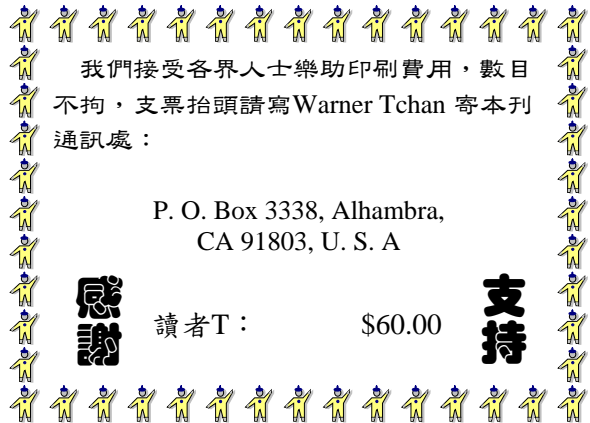 我們接受各界人士樂助印刷費用，數目
不拘，支票抬頭請寫Warner Tchan 寄本刊
通訊處：
P. O. Box 3338, Alhambra,
CA 91803, U. S. A
感謝
讀者T： $60.00
支持